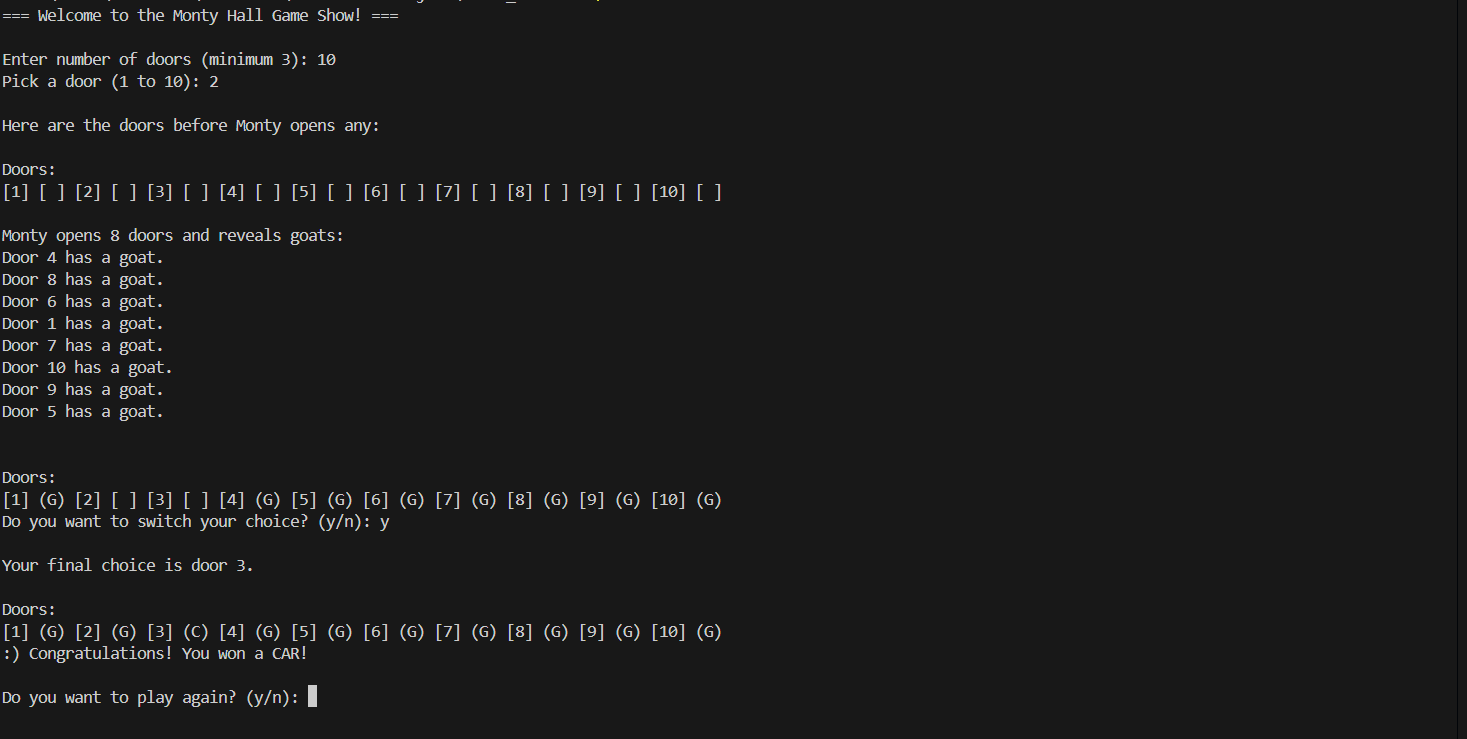 === Welcome to the Monty Hall Game Show! ===
Enter number of doors (minimum 3): 10
Pick a door (1 to 10): 2
Here are the doors before Monty opens any:
Doors:
[1] [ ] [2] [ ] [3] [ ] [4] [ ] [5] [ ] [6] [ ] [7] [ ] [8] [ ] [9] [ ] [10] [ ]
Monty opens 8 doors and reveals goats:
Door 4 has a goat.
Door 8 has a goat.
Door 6 has a goat.
Door 1 has a goat.
Door 7 has a goat.
Door 10 has a goat.
Door 9 has a goat.
Door 5 has a goat.
Doors:
[1] (G) [2] [ ] [3] [ ] [4] (G) [5] (G) [6] (G) [7] (G) [8] (G) [9] (G) [10] (G)
Do you want to switch your choice? (y/n): y
Your final choice is door 3.
Doors:
[1] (G) [2] (G) [3] (C) [4] (G) [5] (G) [6] (G) [7] (G) [8] (G) [9] (G) [10] (G)
:) Congratulations! You won a CAR!
Do you want to play again? (y/n):